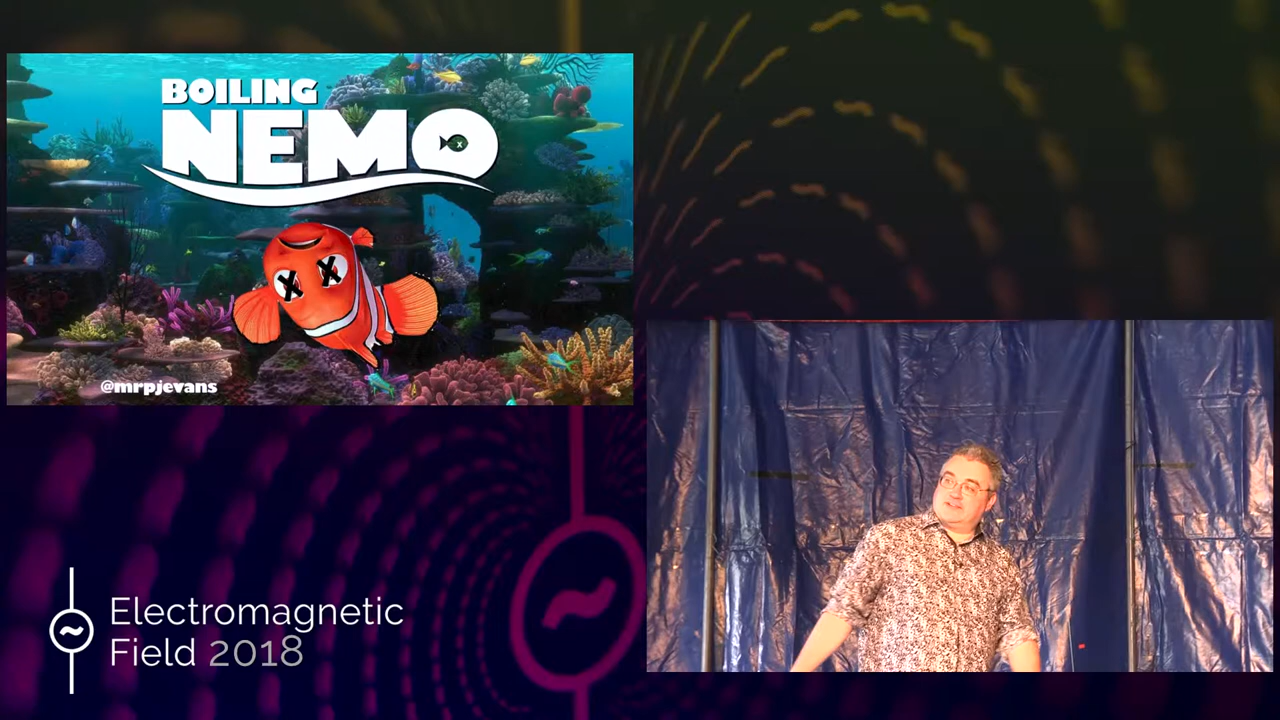 BOILING
NEMO
@mrpjevans
Electromagnetic
Field 2018